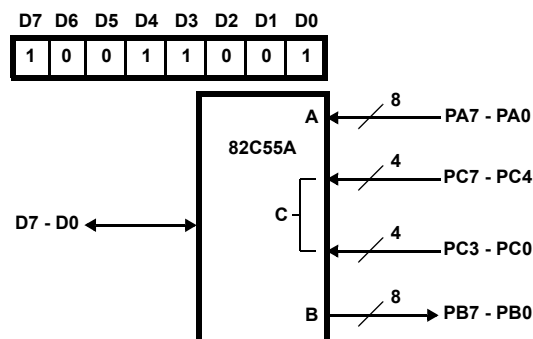 D7 D6 D5 D4 D3 D2 D1 D0
1 0 0 1 1 0 0 1
A 8 PA7 - PA0
82C55A
4 PC7 - PC4
D7 - D0 C
4 PC3 - PC0
B 8 PB7 - PB0